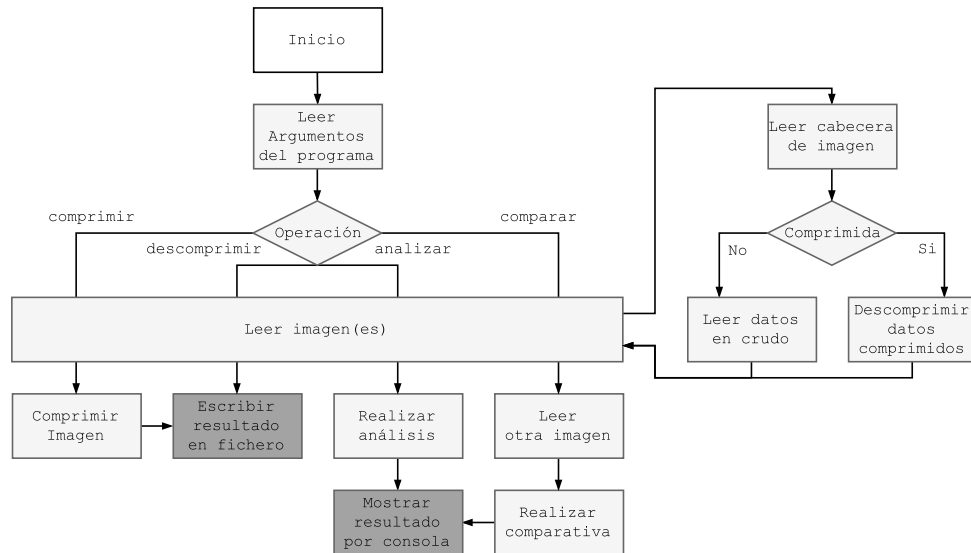 Inicio
Leer
Argumentos
del programa
Operación
comprimir
descomprimir
analizar
comparar
Leer imagen(es)
Comprimir
Imagen
Escribir
resultado
en fichero
Realizar
análisis
Leer
otra imagen
Mostrar
resultado
por consola
Realizar
comparativa
Leer cabecera
de imagen
Comprimida
No
Si
Leer datos
en crudo
Descomprimir
datos
comprimidos